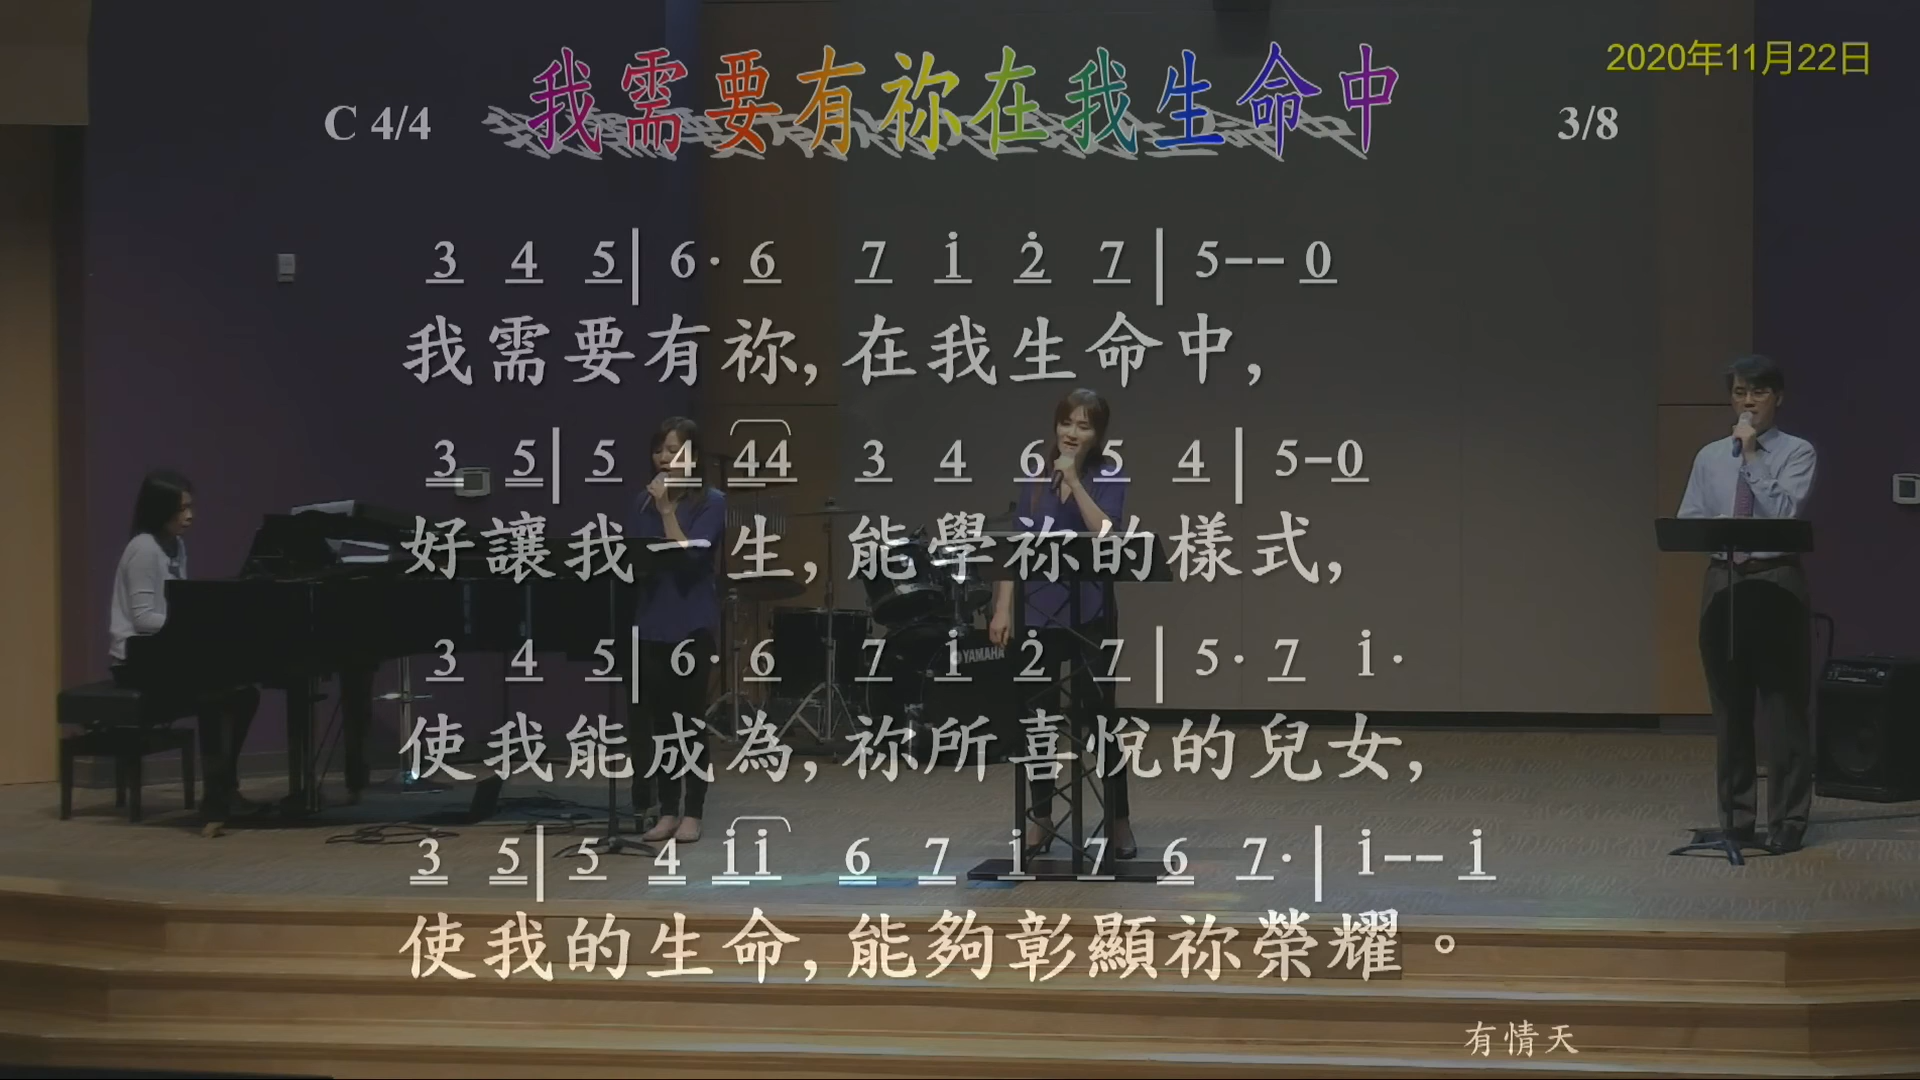 2020年11月22日
我需要有祢在我生命中
C 4/4
3/8
3 4 5| 6· 6 7 i 2̇ 7 | 5-- 0
我需要有祢, 在我生命中,
3 5| 5 4 44 3 4 6 5 4 | 5-0
好讓我一生, 能學祢的樣式,
3 4 5| 6· 6 7 i 2̇ 7 | 5· 7 i·
YAMAHA
使我能成為, 祢所喜悅的兒女,
3 5| 5 4 ii 6 7 i 7 6 7·| i-- i
使我的生命, 能夠彰顯祢榮耀。
有情天